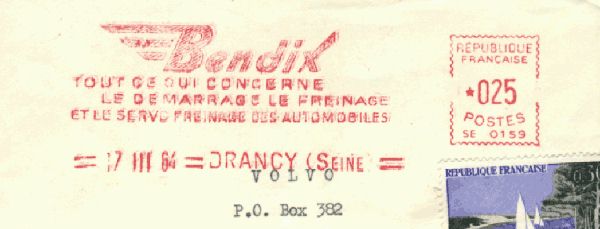 Bendix
TOUT CE QUI CONCERNE
LE DEMARRAGE LE FREINAGE
ET LE SERVO FREINAGE DES AUTOMOBILES
= 17 III 64 = DRANCY (SEINE) =
REPUBLIQUE
FRANÇAISE
*025
POSTES
SE 0159
VOLVO
P.O. Box 382
REPUBLIQUE FRANÇAISE